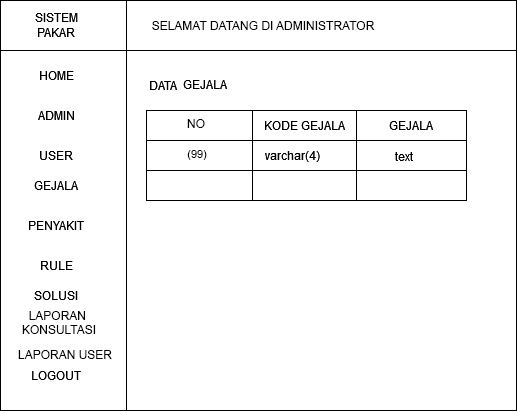 SISTEM
PAKAR
SELAMAT DATANG DI ADMINISTRATOR
HOME
ADMIN
USER
GEJALA
PENYAKIT
RULE
SOLUSI
LAPORAN
KONSULTASI
LAPORAN USER
LOGOUT
DATA GEJALA
NO KODE GEJALA GEJALA
(99) varchar(4) text